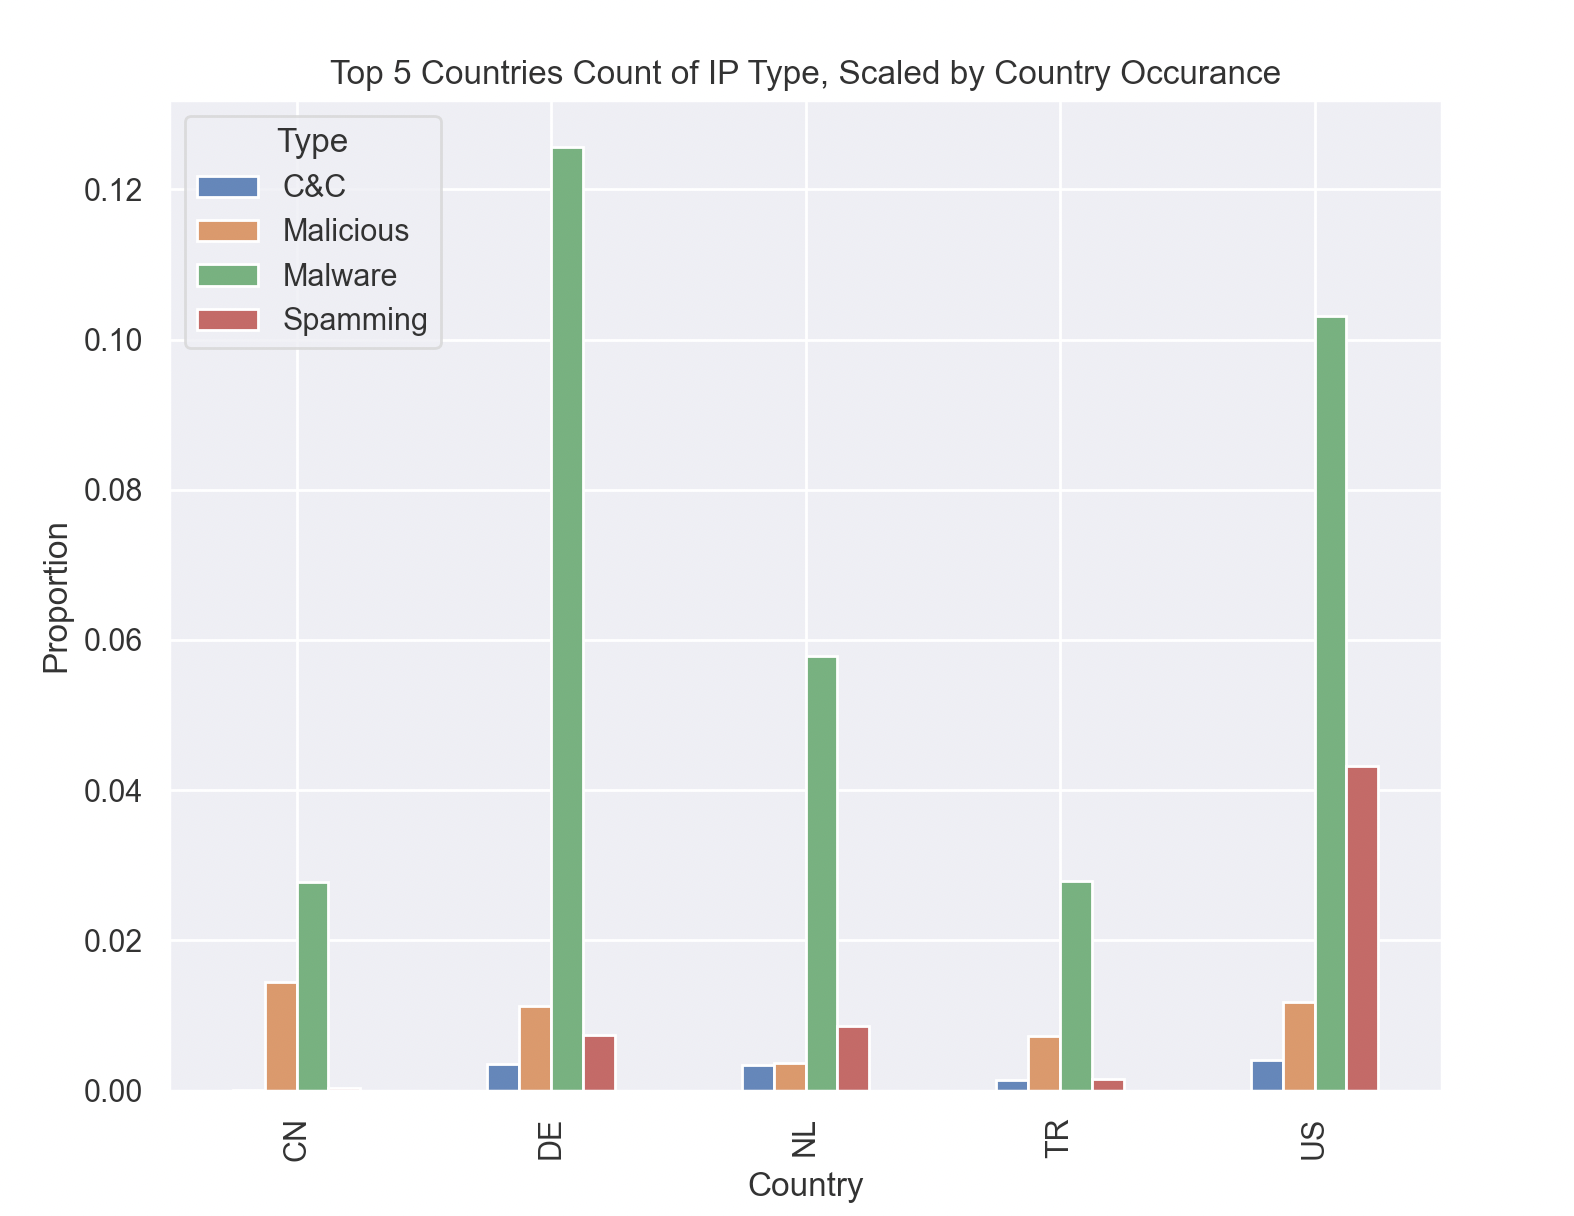 Top 5 Countries Count of IP Type, Scaled by Country Occurance
Type
C&C
Malicious
Malware
Spamming
0.12
0.10
0.08
0.06
0.04
0.02
0.00
Proportion
CN
DE
NL
TR
US
Country